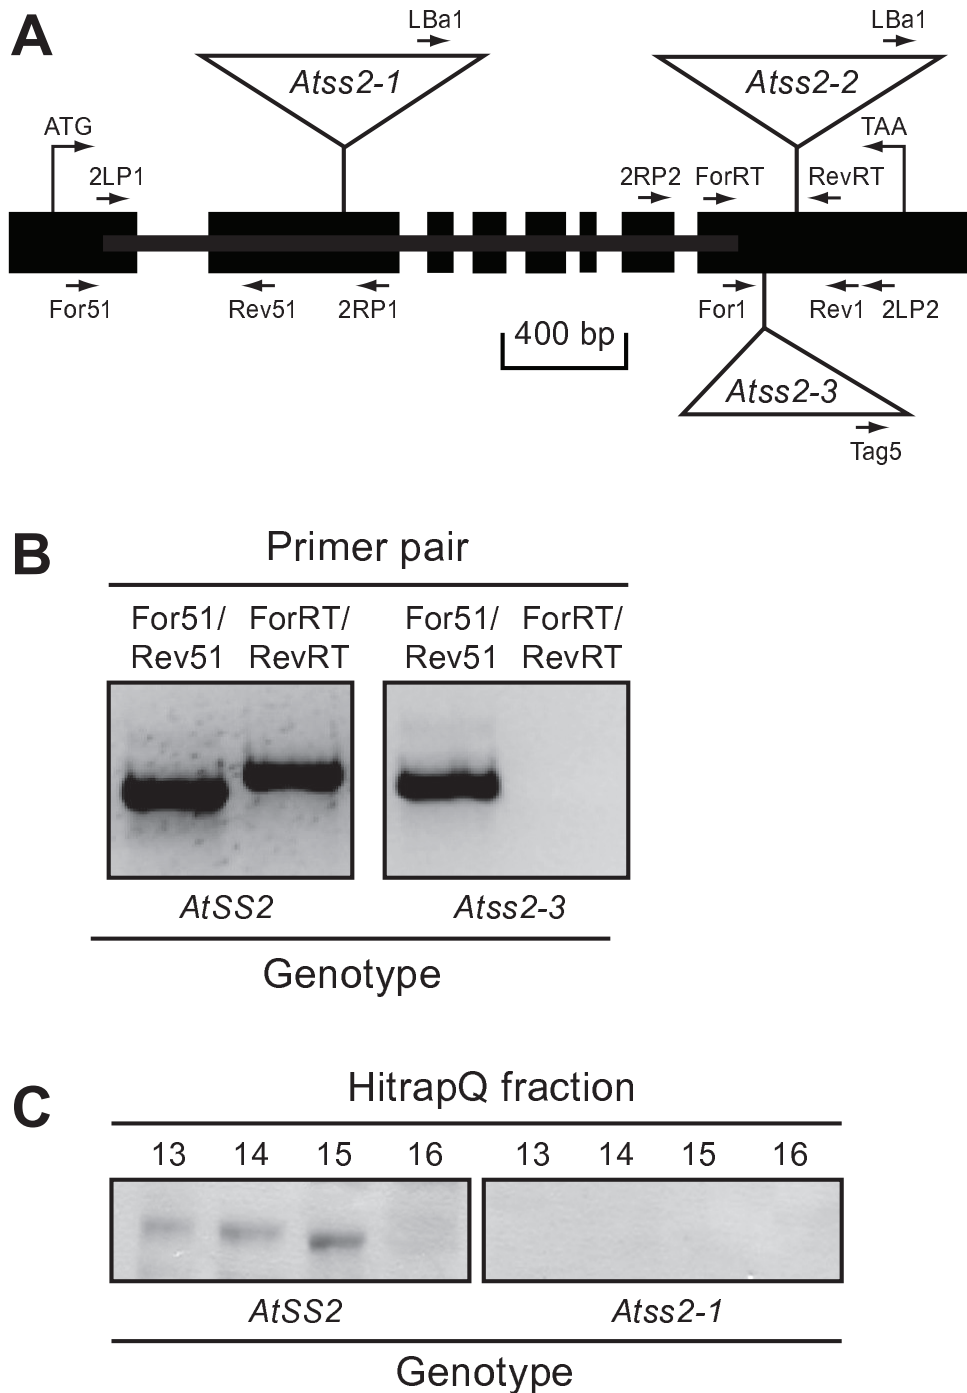 A
LBa1
LBa1
Atss2-1
Atss2-2
ATG
TAA
2LP1
2RP2 ForRT
RevRT
For51
Rev51
2RP1
For1
Rev1
2LP2
400 bp
Atss2-3
Tag5
B
Primer pair
For51/ ForRT/ For51/ ForRT/
Rev51 RevRT Rev51 RevRT
AtSS2 Atss2-3
Genotype
C
HitrapQ fraction
13 14 15 16 13 14 15 16
AtSS2 Atss2-1
Genotype